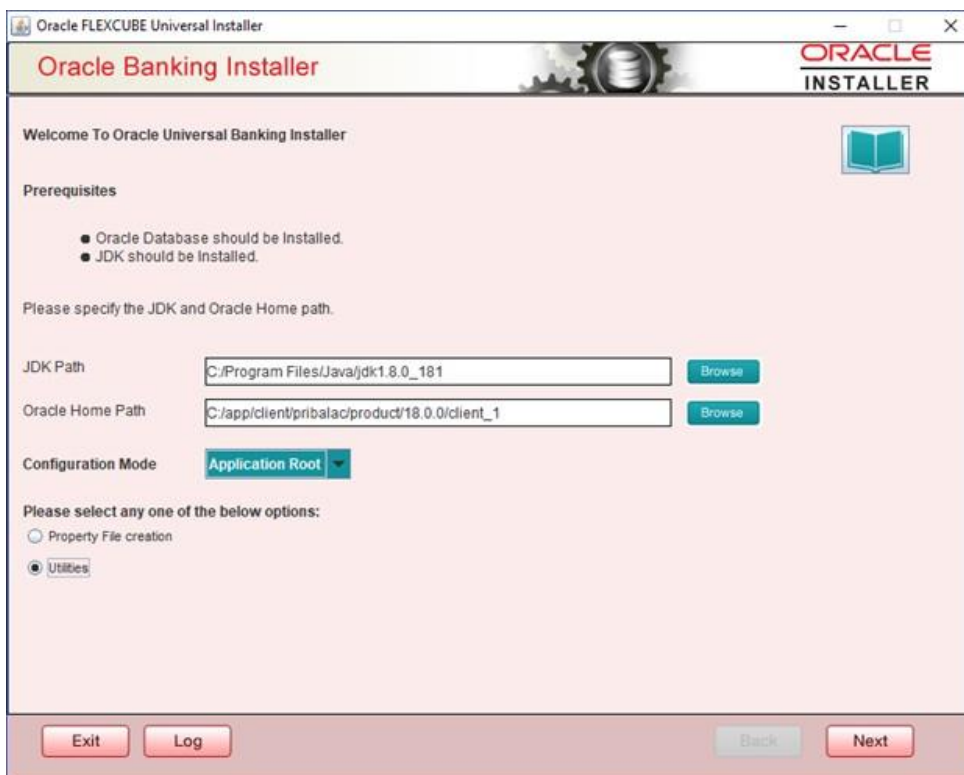 Oracle FLEXCUBE Universal Installer
Oracle Banking Installer
ORACLE
INSTALLER
Welcome To Oracle Universal Banking Installer
Prerequisites
Oracle Database should be Installed.
JDK should be Installed.
Please specify the JDK and Oracle Home path.
JDK Path C:/Program Files/Java/jdk1.8.0_181 Browse
Oracle Home Path C:/app/client/pribalac/product/18.0.0/client_1 Browse
Configuration Mode Application Root
Please select any one of the below options:
Property File creation
Utilities
Exit Log Back Next